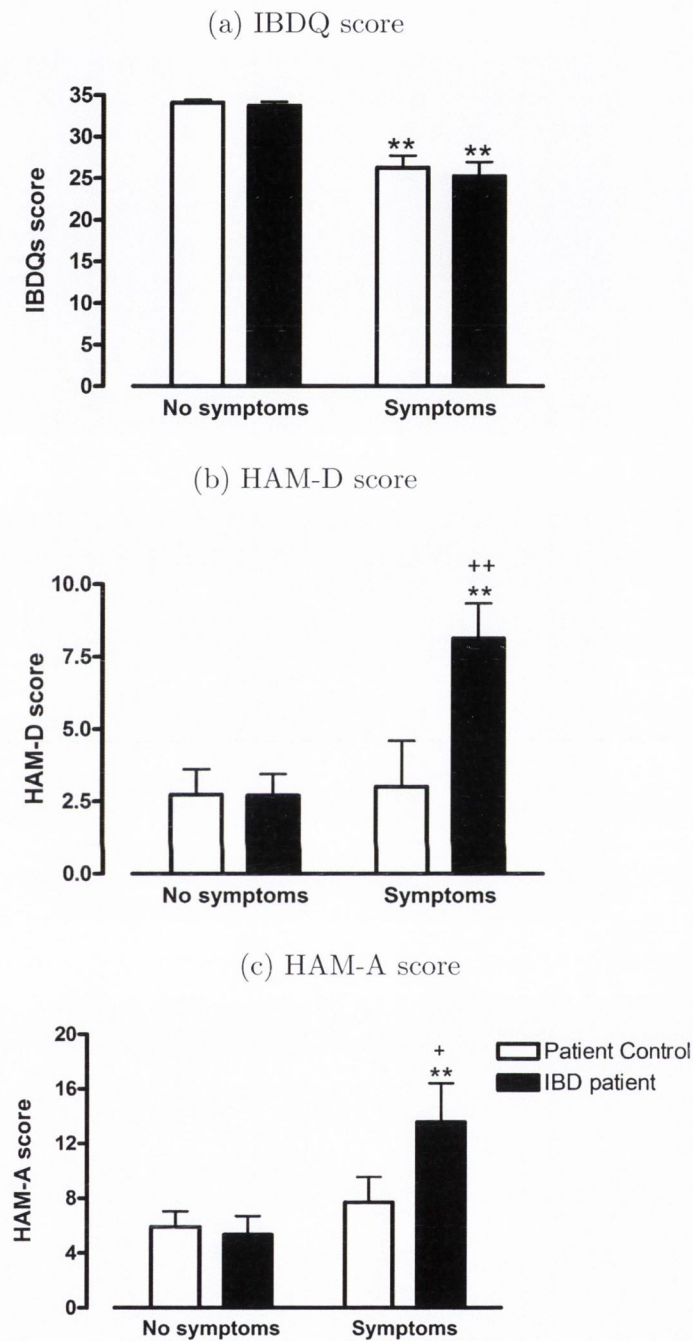 (a) IBDQ score
35
30
25
20
15
10
5
0
IBDQs score
** **
No symptoms Symptoms
(b) HAM-D score
10.0
7.5
5.0
2.5
0.0
HAM-D score
++
**
No symptoms Symptoms
(c) HAM-A score
20
16
12
8
4
0
HAM-A score
+
**
Patient Control
IBD patient
No symptoms Symptoms